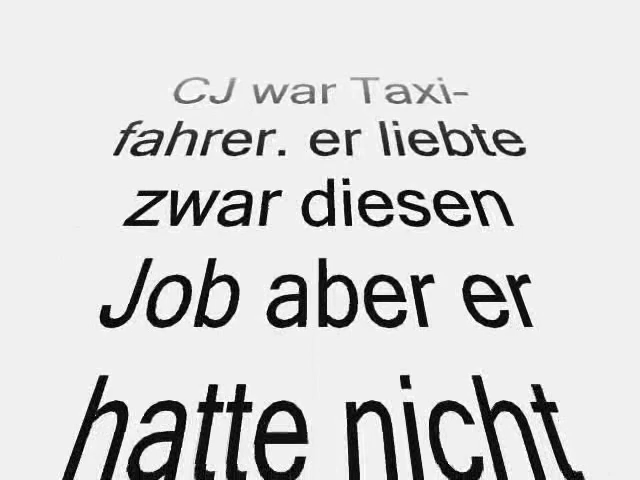 CJ war Taxi-
fahrer. er liebte
zwar diesen
Job aber er
hatte nicht